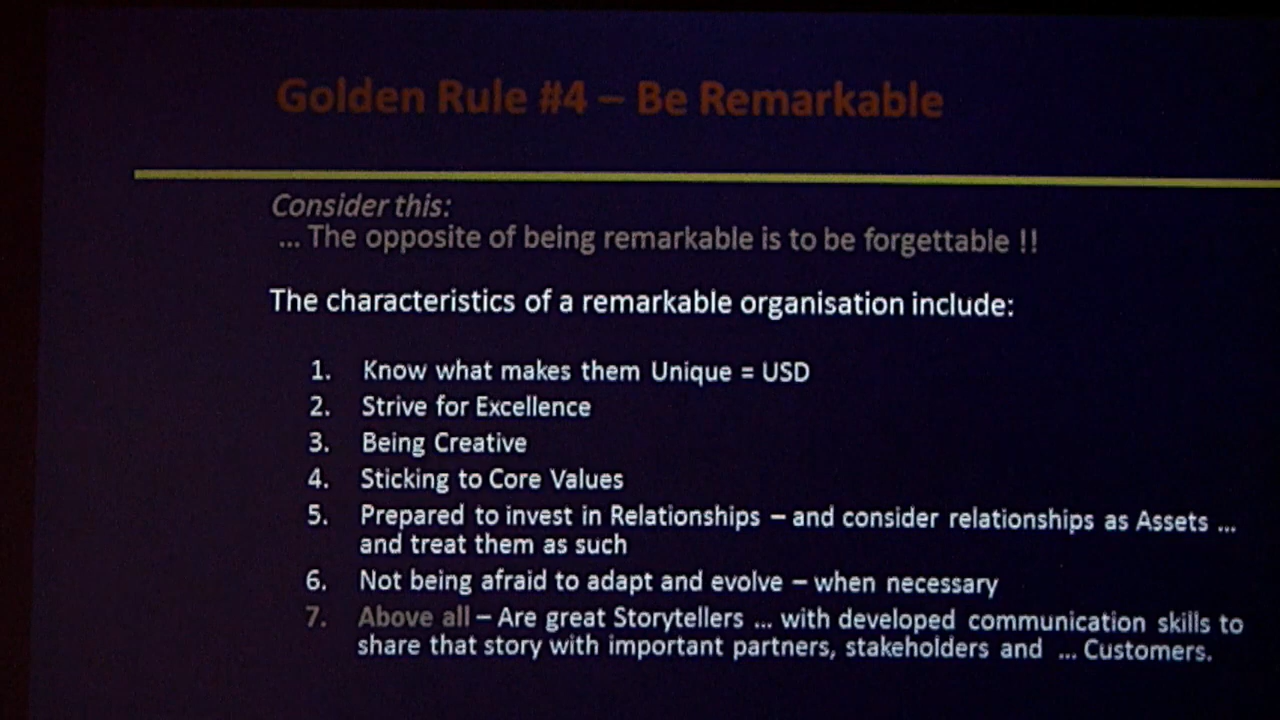 Golden Rule #4 – Be Remarkable
Consider this:
... The opposite of being remarkable is to be forgettable !!
The characteristics of a remarkable organisation include:
1. Know what makes them Unique = USD
2. Strive for Excellence
3. Being Creative
4. Sticking to Core Values
5. Prepared to invest in Relationships – and consider relationships as Assets ...
and treat them as such
6. Not being afraid to adapt and evolve – when necessary
7. Above all – Are great Storytellers ... with developed communication skills to
share that story with important partners, stakeholders and ... Customers.